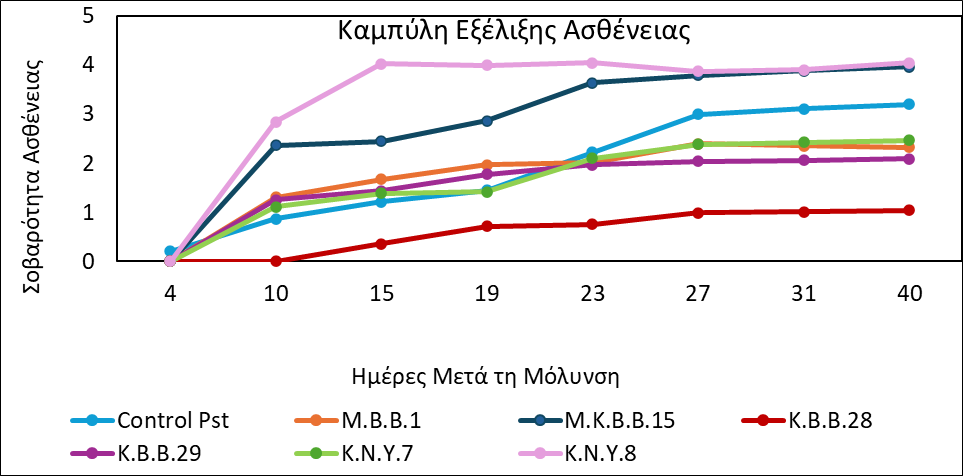 Καμπύλη Εξέλιξης Ασθένειας
Σοβαρότητα Ασθένειας
5
4
3
2
1
0
4 10 15 19 23 27 31 40
Ημέρες Μετά τη Μόλυνση
Control Pst M.B.B.1 M.K.B.B.15 K.B.B.28
K.B.B.29 K.N.Y.7 K.N.Y.8